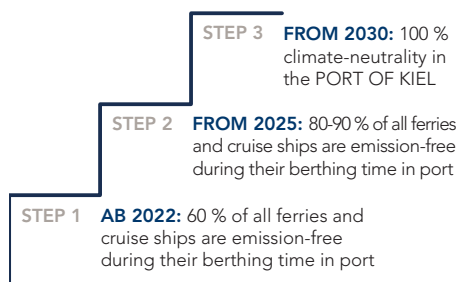 STEP 3 FROM 2030: 100 %
climate-neutrality in
the PORT OF KIEL
STEP 2 FROM 2025: 80-90 % of all ferries
and cruise ships are emission-free
during their berthing time in port
STEP 1 AB 2022: 60 % of all ferries and
cruise ships are emission-free
during their berthing time in port